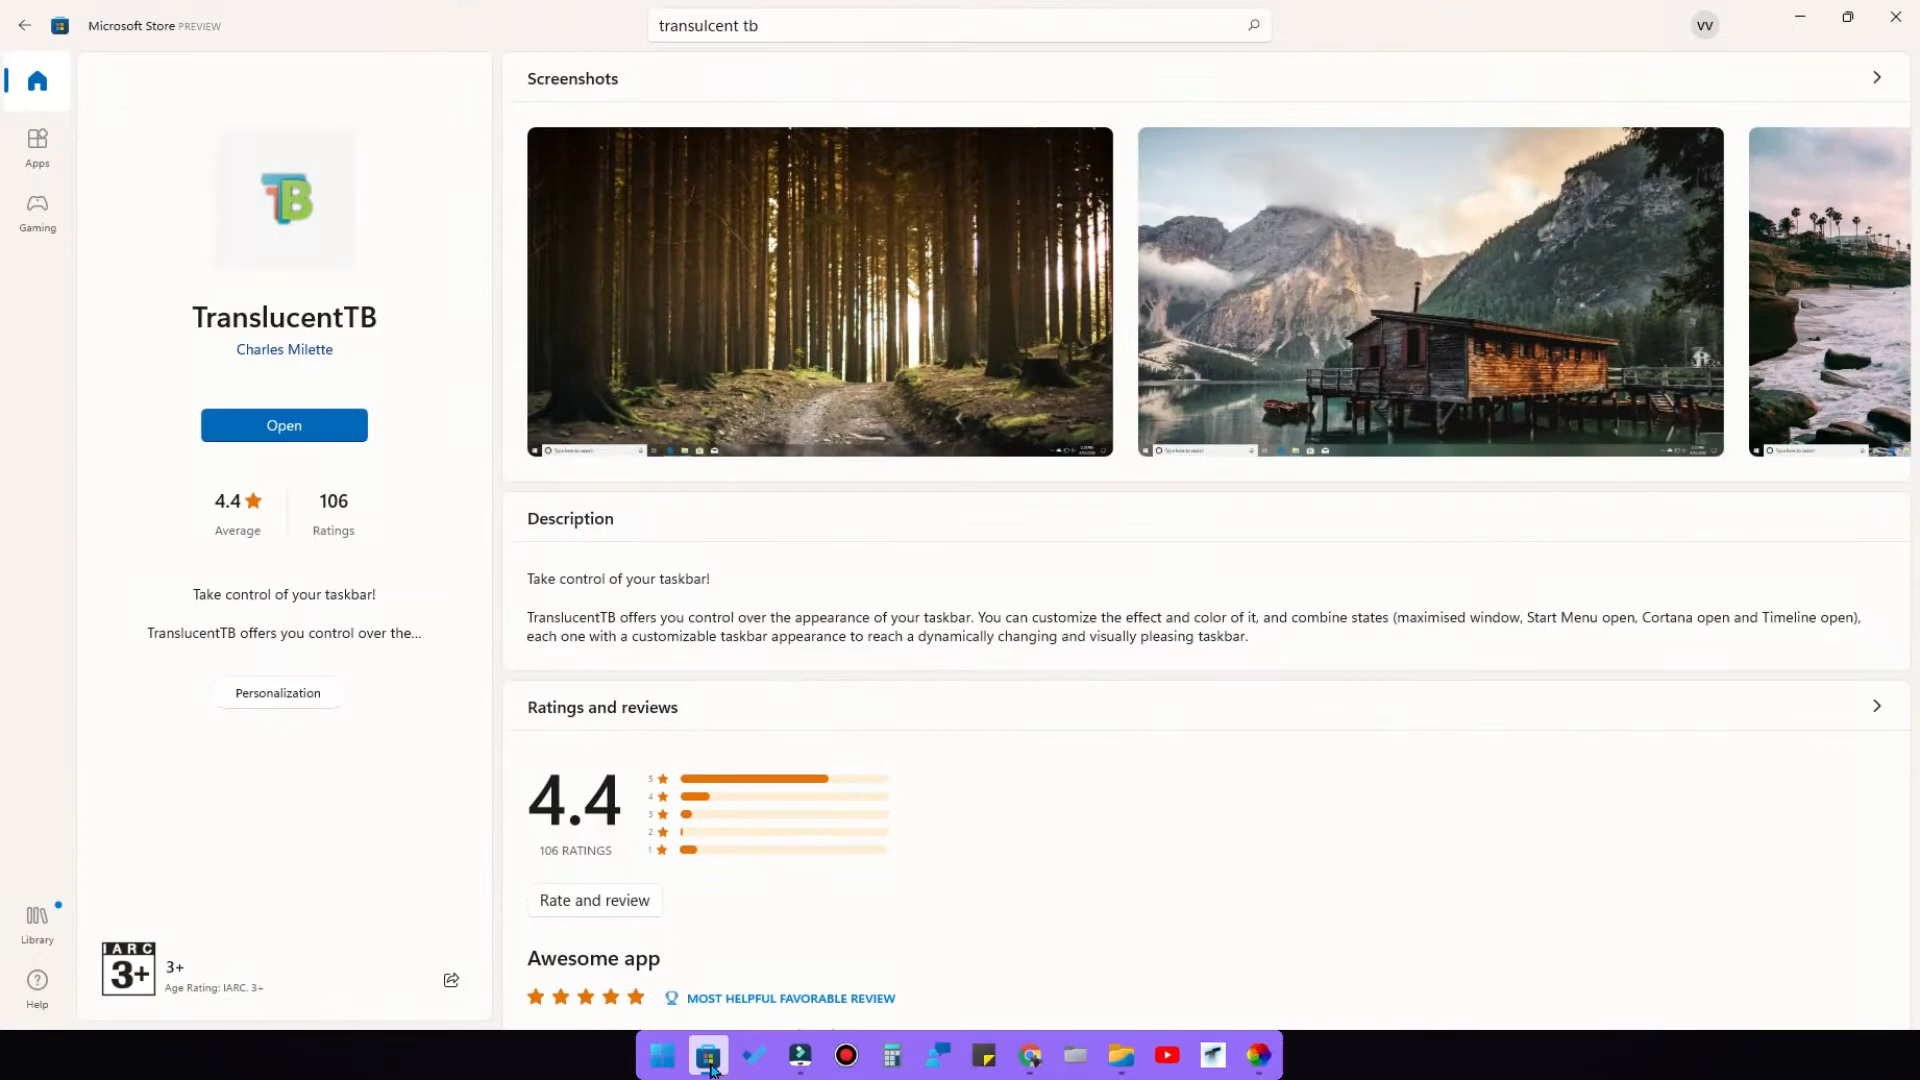 Microsoft Store PREVIEW
transulcent tb
VV
Apps
Gaming
Library
Help
TB
TranslucentTB
Charles Milette
Open
4.4
Average
106
Ratings
Take control of your taskbar!
TranslucentTB offers you control over the...
Personalization
IARC
3+
3+
Age Rating: IARC. 3+
Screenshots
Description
Take control of your taskbar!
TranslucentTB offers you control over the appearance of your taskbar. You can customize the effect and color of it, and combine states (maximised window, Start Menu open, Cortana open and Timeline open),
each one with a customizable taskbar appearance to reach a dynamically changing and visually pleasing taskbar.
Ratings and reviews
4.4
106 RATINGS
5
4
3
2
1
Rate and review
Awesome app
MOST HELPFUL FAVORABLE REVIEW